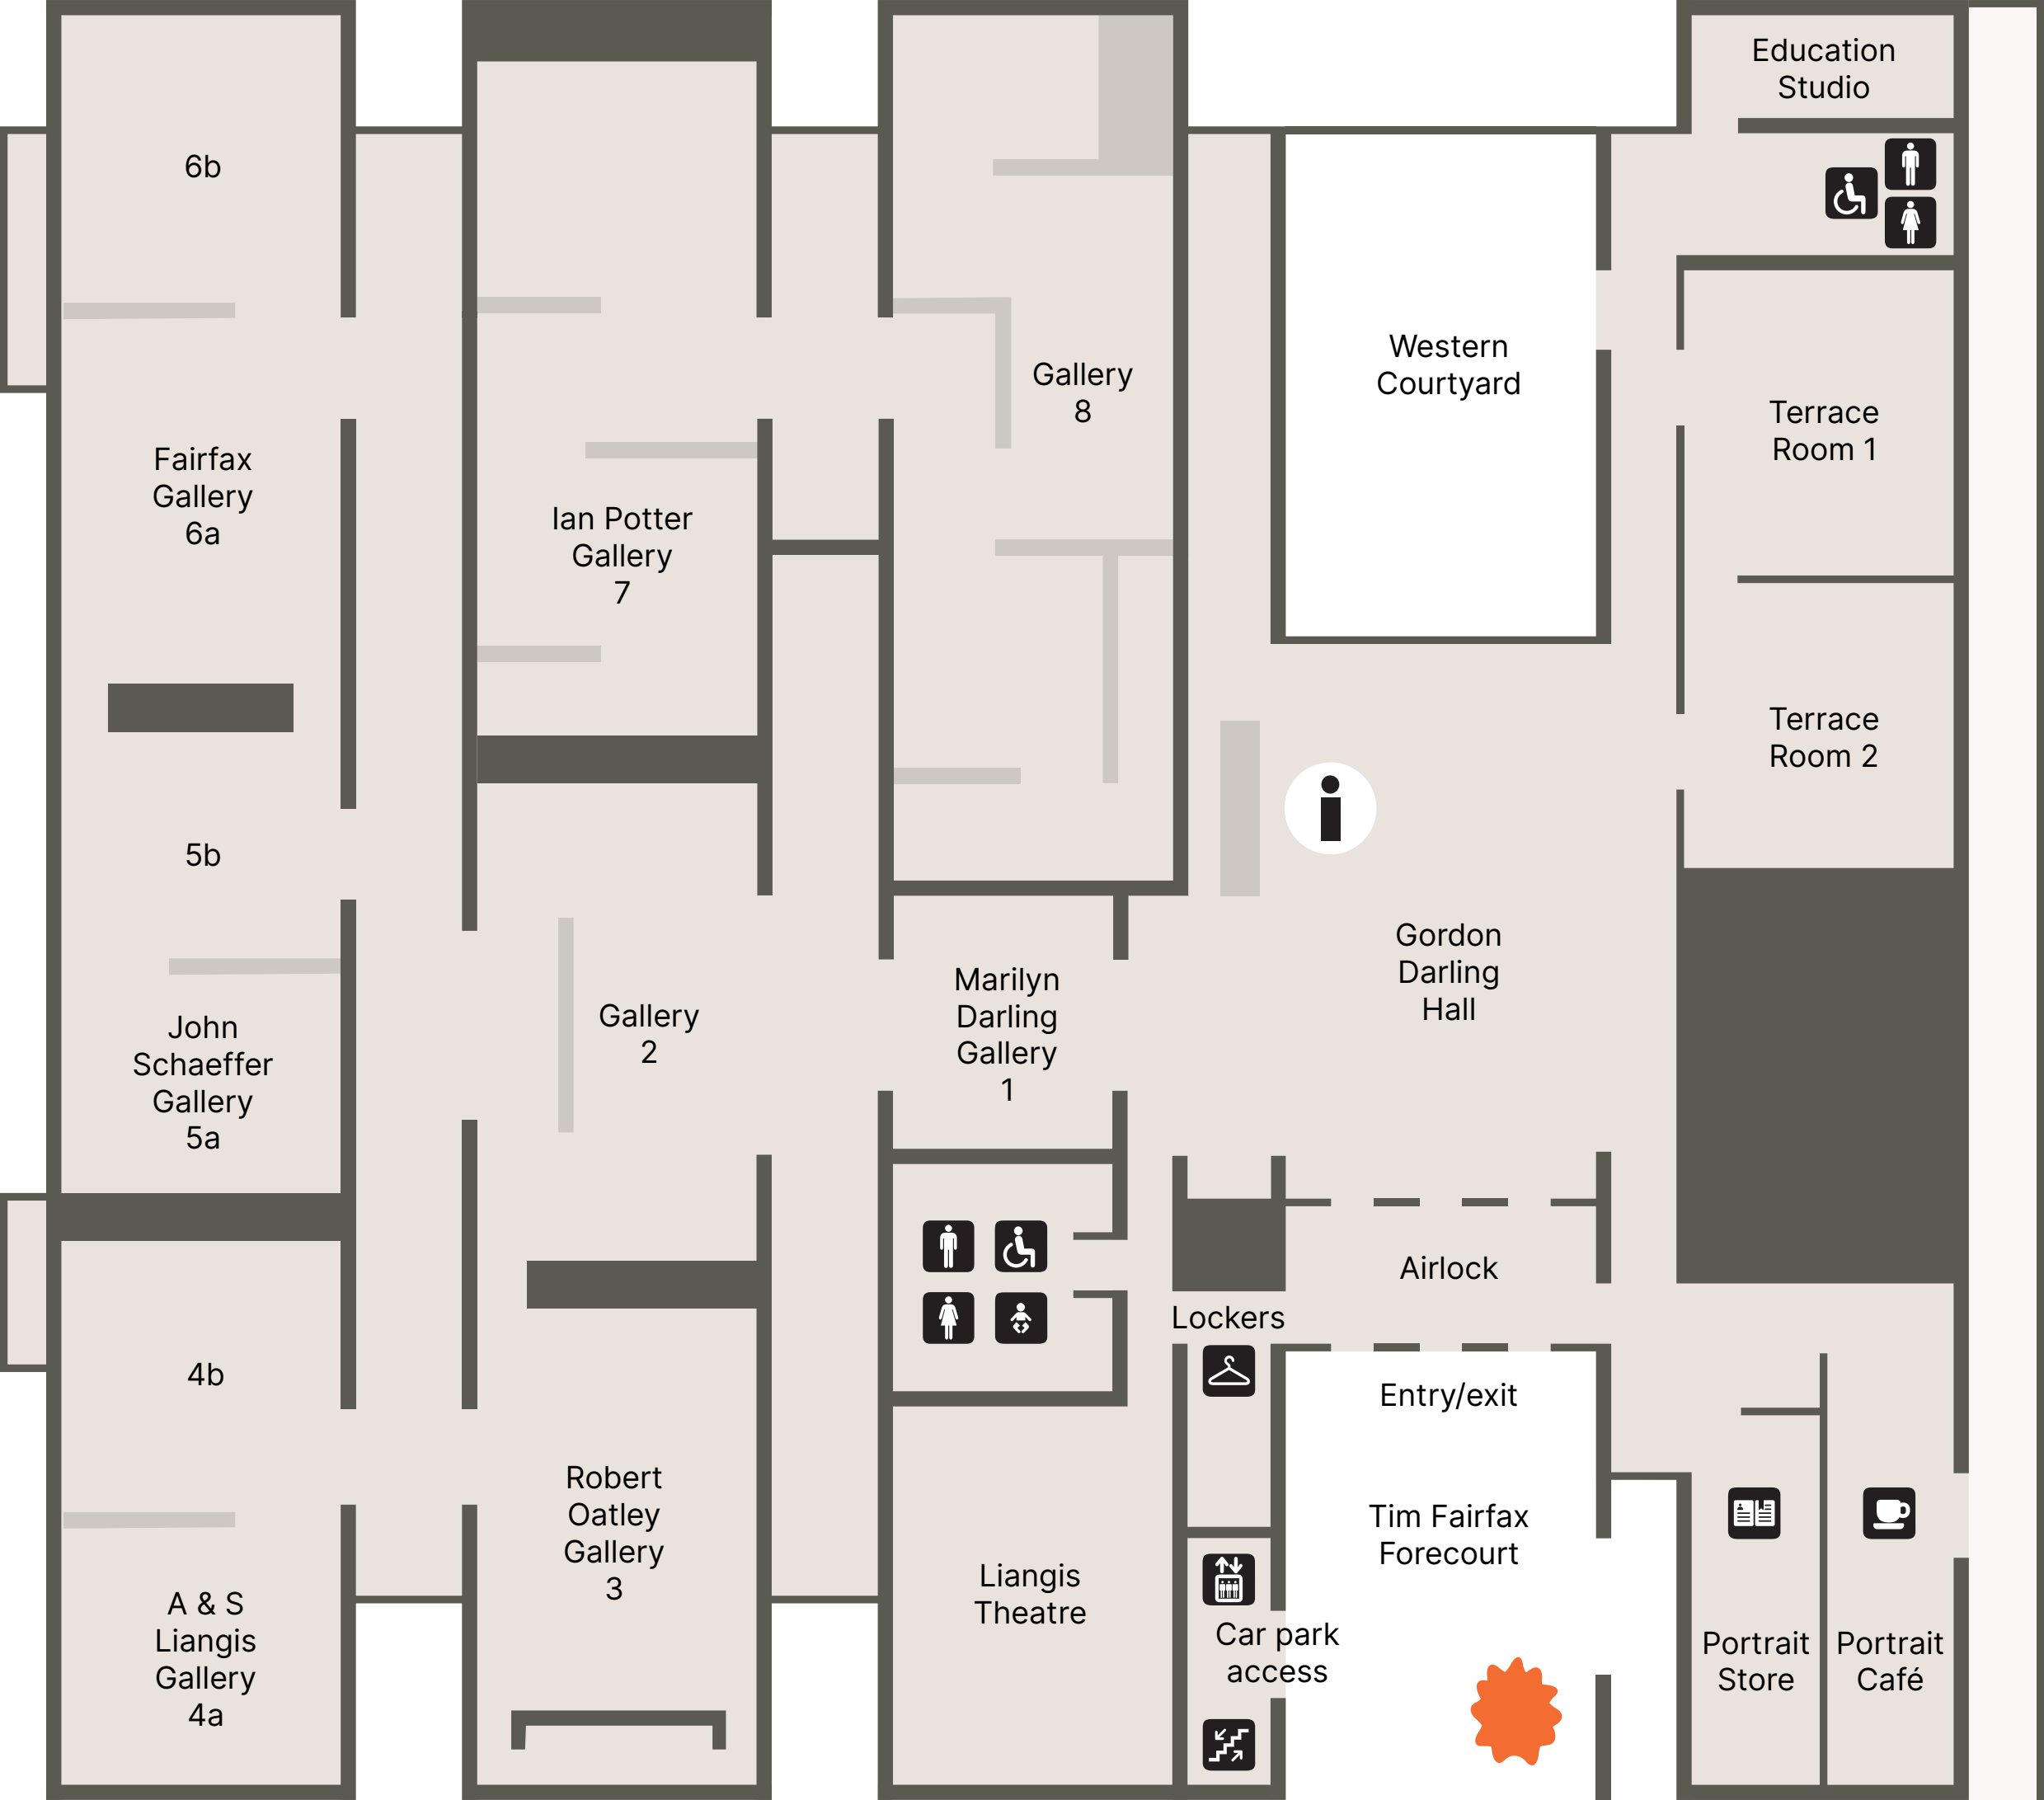 Education
Studio
6b
Western
Courtyard
Gallery
8
Terrace
Room 1
Fairfax
Gallery
6a
Ian Potter
Gallery
7
Terrace
Room 2
5b
Gordon
Darling
Hall
Marilyn
Darling
Gallery
1
Gallery
2
John
Schaeffer
Gallery
5a
Airlock
Lockers
4b
Entry/exit
Robert
Oatley
Gallery
3
Tim Fairfax
Forecourt
Liangis
Theatre
A & S
Liangis
Gallery
4a
Car park
access
Portrait
Store
Portrait
Café